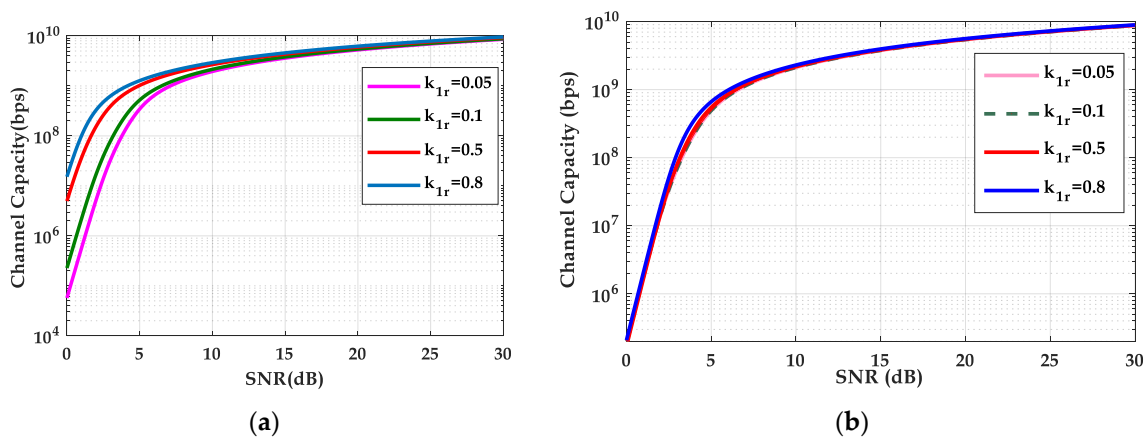 10^10
10^8
10^6
10^4
Channel Capacity(bps)
0 5 10 15 20 25 30
SNR(dB)
k_1r=0.05
k_1r=0.1
k_1r=0.5
k_1r=0.8
(a)
10^10
10^9
10^8
10^7
10^6
Channel Capacity (bps)
0 5 10 15 20 25 30
SNR (dB)
k_1r=0.05
k_1r=0.1
k_1r=0.5
k_1r=0.8
(b)